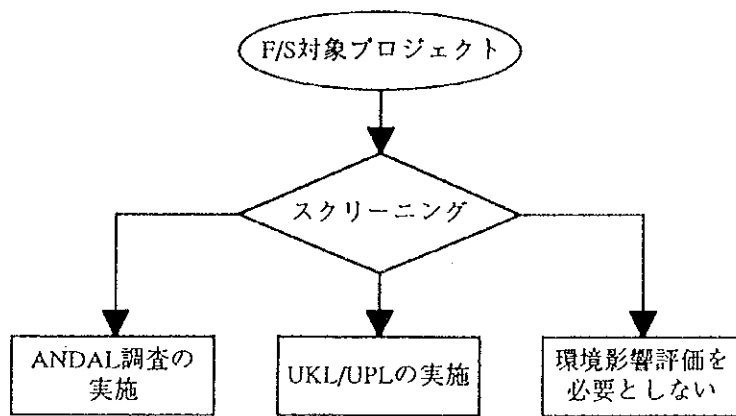 F/S対象プロジェクト
スクリーニング
ANDAL調査の
実施
UKL/UPLの実施
環境影響評価を
必要としない